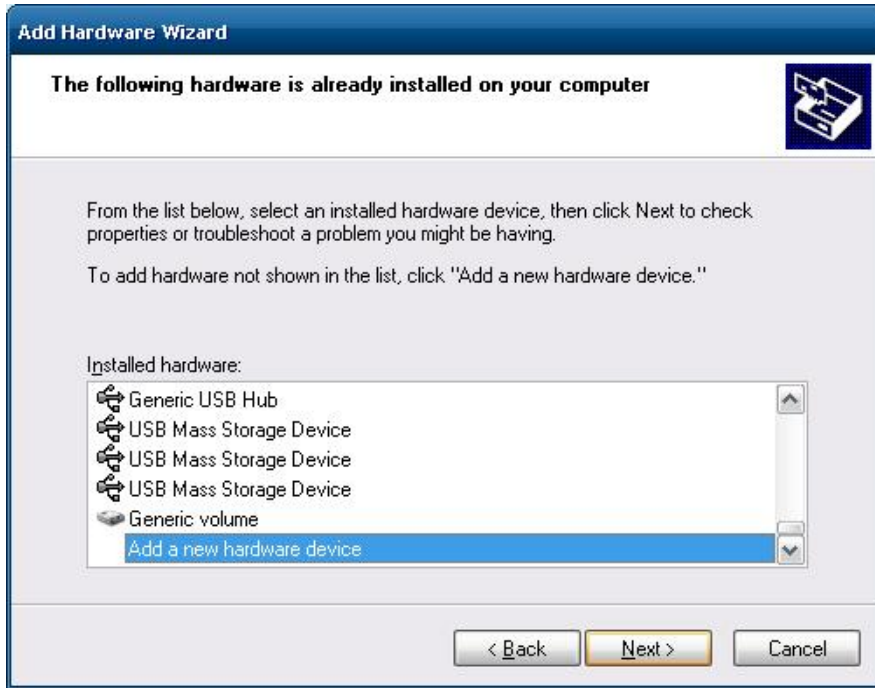 Add Hardware Wizard
The following hardware is already installed on your computer
From the list below, select an installed hardware device, then click Next to check
properties or troubleshoot a problem you might be having.
To add hardware not shown in the list, click "Add a new hardware device."
Installed hardware:
Generic USB Hub
USB Mass Storage Device
USB Mass Storage Device
USB Mass Storage Device
Generic volume
Add a new hardware device
< Back Next > Cancel